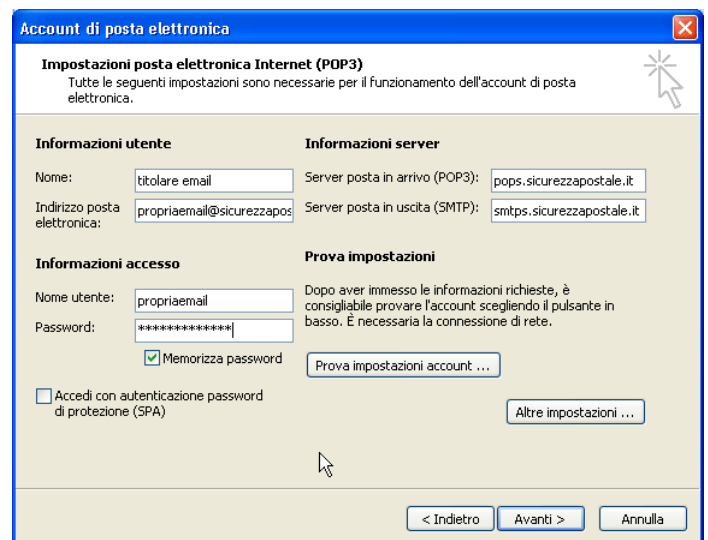 Account di posta elettronica
Impostazioni posta elettronica Internet (POP3)
Tutte le seguenti impostazioni sono necessarie per il funzionamento dell'account di posta
elettronica.
Informazioni utente
Nome:
titolare email
Indirizzo posta
elettronica:
propriaemail@sicurezzapos
Informazioni server
Server posta in arrivo (POP3):
pops.sicurezzapostale.it
Server posta in uscita (SMTP):
smtps.sicurezzapostale.it
Informazioni accesso
Nome utente:
propriaemail
Password:
*************
Memorizza password
Accedi con autenticazione password
di protezione (SPA)
Prova impostazioni
Dopo aver immesso le informazioni richieste, è
consigliabile provare l'account scegliendo il pulsante in
basso. È necessaria la connessione di rete.
Prova impostazioni account ...
Altre impostazioni ...
< Indietro
Avanti >
Annulla